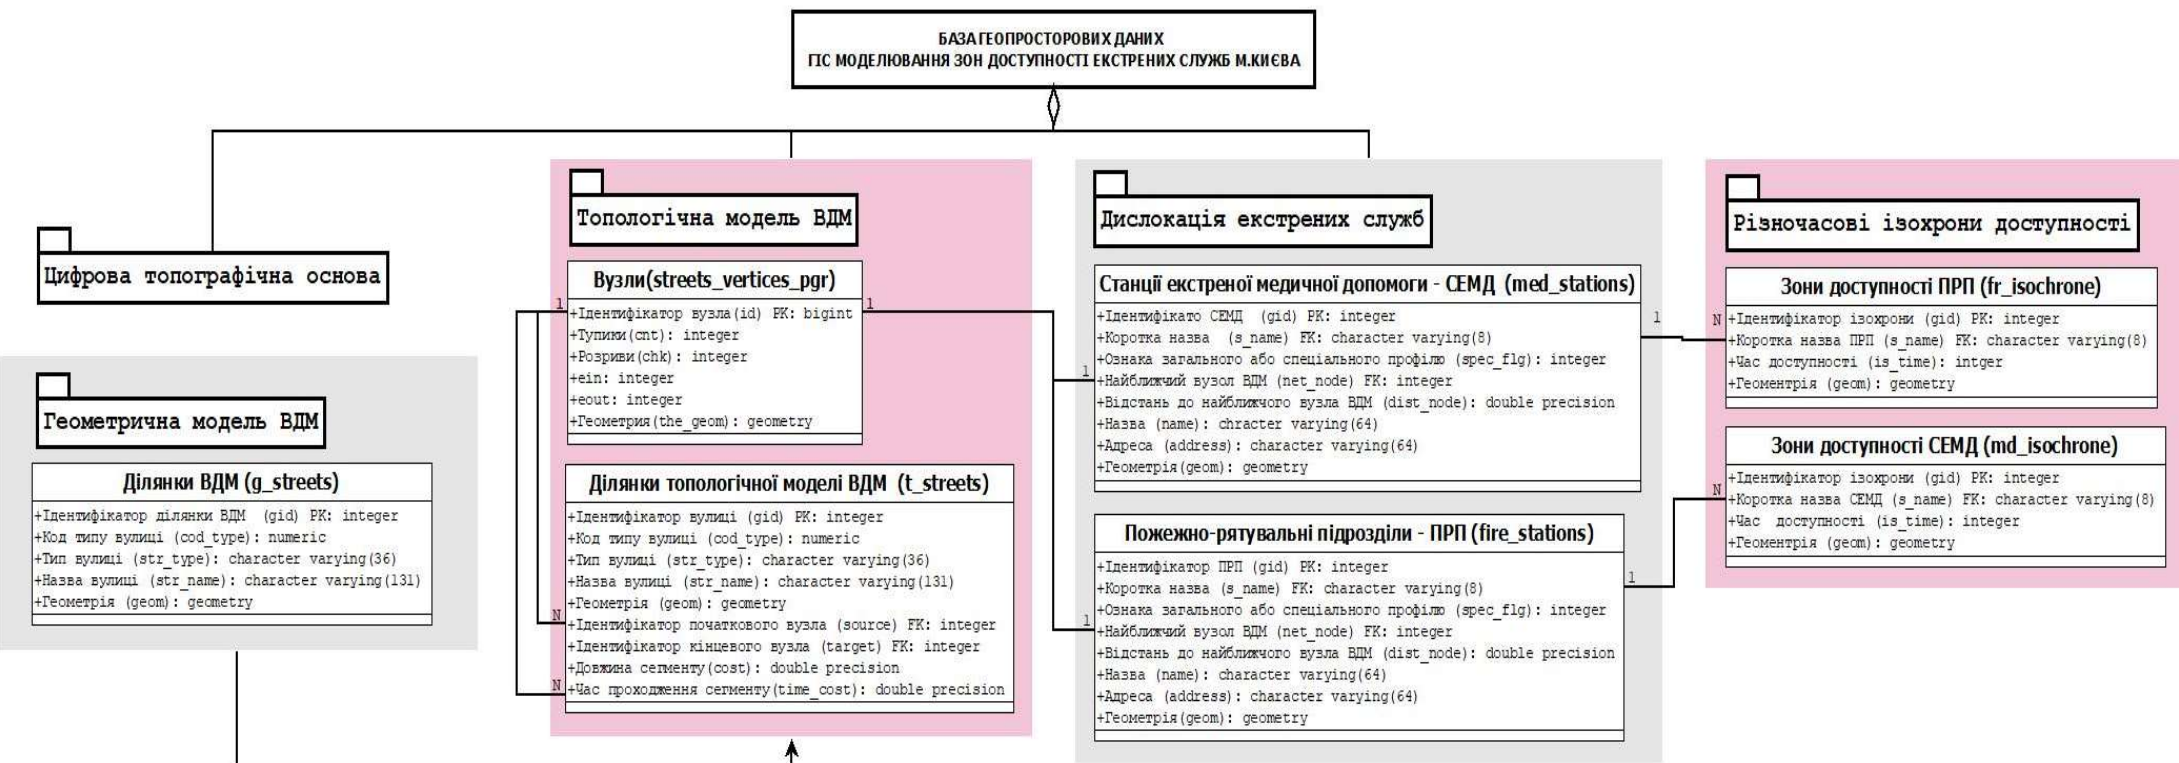 БАЗА ГЕОПРОСТОРОВИХ ДАНИХ
ГІС МОДЕЛЮВАННЯ ЗОН ДОСТУПНОСТІ ЕКСТРЕНИХ СЛУЖБ М.КИЄВА
Цифрова топографічна основа
Геометрична модель ВДМ
Ділянки ВДМ (g_streets)
+Ідентифікатор ділянки ВДМ (gid) PK: integer
+Код типу вулиці (cod_type): numeric
+Тип вулиці (str_type): character varying(36)
+Назва вулиці (str_name): character varying(131)
+Геометрія (geom): geometry
Топологічна модель ВДМ
Вузли(streets_vertices_pgr)
1
1
+Ідентифікатор вузла(id) PK: bigint
+Тупики(cnt): integer
+Розриви(chk): integer
+ein: integer
+eout: integer
+Геометрия(the_geom): geometry
Ділянки топологічної моделі ВДМ (t_streets)
+Ідентифікатор вулиці (gid) PK: integer
+Код типу вулиці (cod_type): numeric
+Тип вулиці (str_type): character varying(36)
+Назва вулиці (str_name): character varying(131)
+Геометрія (geom): geometry
N
+Ідентифікатор початкового вузла (source) FK: integer
+Ідентифікатор кінцевого вузла (target) FK: integer
+Довжина сегменту(cost): double precision
N
+Час проходження сегменту(time_cost): double precision
Дислокація екстрених служб
Станції екстреної медичної допомоги - СЕМД (med_stations)
+Ідентифікато СЕМД (gid) PK: integer
1
+Коротка назва (s_name) FK: character varying(8)
+Ознака загального або спеціального профілю (spec_flg): integer
1
+Найближчий вузол ВДМ (net_node) FK: integer
+Відстань до найближчого вузла ВДМ (dist_node): double precision
+Назва (name): chracter varying(64)
+Адреса (address): character varying(64)
+Геометрія(geom): geometry
Пожежно-рятувальні підрозділи - ПРП (fire_stations)
+Ідентифікатор ПРП (gid) PK: integer
1
+Коротка назва (s_name) FK: character varying(8)
+Ознака загального або спеціального профілю (spec_flg): integer
1
+Найближчий вузол ВДМ (net_node) FK: integer
+Відстань до найближчого вузла ВДМ (dist_node): double precision
+Назва (name): character varying(64)
+Адреса (address): character varying(64)
+Геометрія(geom): geometry
Різночасові ізохрони доступності
Зони доступності ПРП (fr_isochrone)
N
+Ідентифікатор ізохрони (gid) PK: integer
+Коротка назва ПРП (s_name) FK: character varying(8)
+Час доступності (is_time): intger
+Геоментрія (geom): geometry
Зони доступності СЕМД (md_isochrone)
+Ідентифікатор ізохрони (gid) PK: integer
N
+Коротка назва СЕМД (s_name) FK: character varying(8)
+Час доступності (is_time): integer
+Геоментрія (geom): geometry